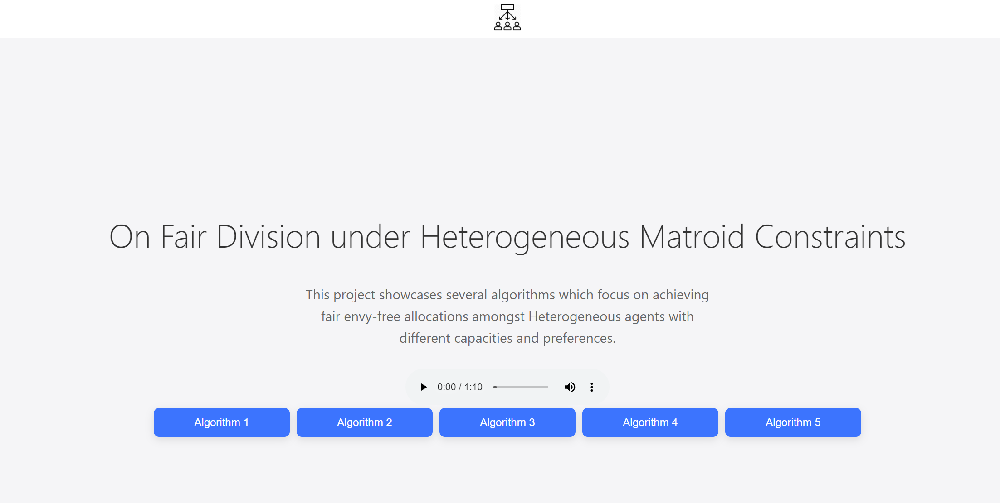 On Fair Division under Heterogeneous Matroid Constraints
This project showcases several algorithms which focus on achieving
fair envy-free allocations amongst Heterogeneous agents with
different capacities and preferences.
0:00 / 1:10
Algorithm 1
Algorithm 2
Algorithm 3
Algorithm 4
Algorithm 5